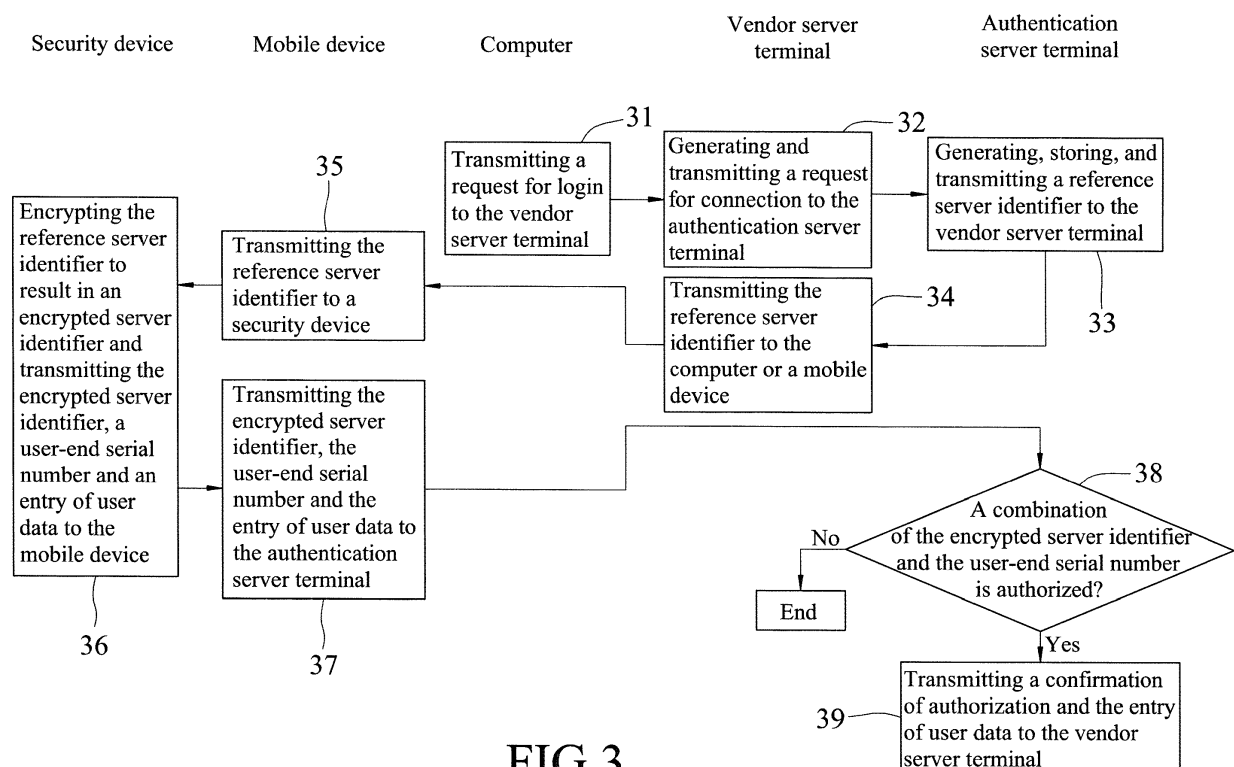 Security device
Mobile device
Computer
Vendor server
terminal
Authentication
server terminal
31
Transmitting a
request for login
to the vendor
server terminal
32
Generating and
transmitting a request
for connection to the
authentication server
terminal
Generating, storing, and
transmitting a reference
server identifier to the
vendor server terminal
33
34
Transmitting the
reference server
identifier to the
computer or a mobile
device
35
Transmitting the
reference server
identifier to a
security device
Encrypting the
reference server
identifier to
result in an
encrypted server
identifier and
transmitting the
encrypted server
identifier, a
user-end serial
number and an
entry of user
data to the
mobile device
36
Transmitting the
encrypted server
identifier, the
user-end serial
number and the
entry of user data to
the authentication
server terminal
37
38
A combination
of the encrypted server identifier
and the user-end serial number
is authorized?
No
End
Yes
39
Transmitting a confirmation
of authorization and the entry
of user data to the vendor
server terminal
FIG.3